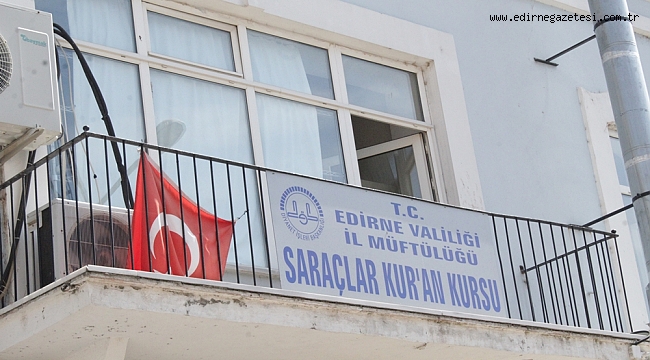 www.edirnegazetesi.com.tr
T.C.
EDİRNE VALİLİĞİ
İL MÜFTÜLÜĞÜ
SARAÇLAR KUR'AN KURSU